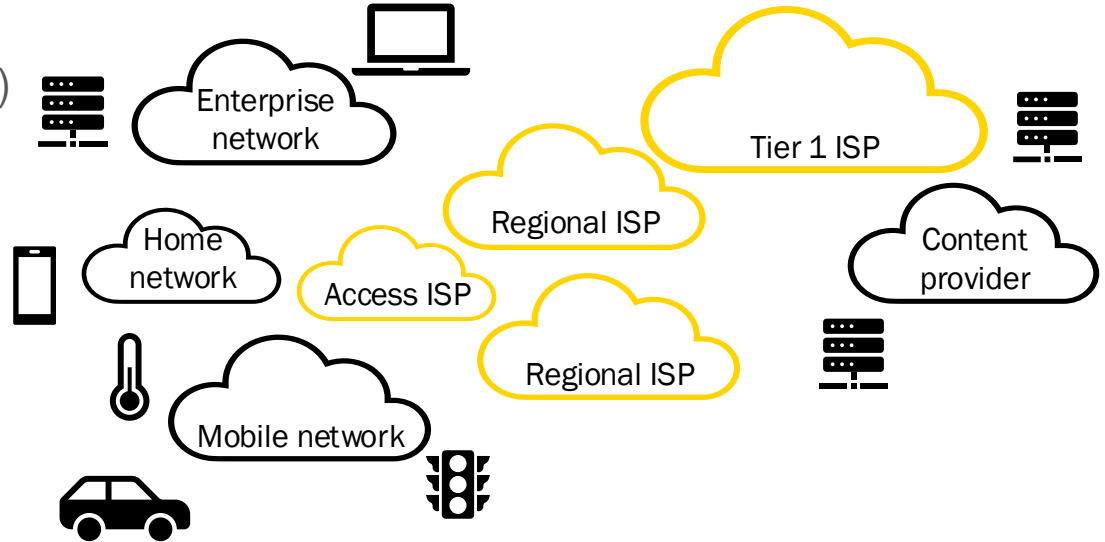 )
Enterprise
network
Tier 1 ISP
Regional ISP
Home
network
Content
provider
Access ISP
Regional ISP
Mobile network